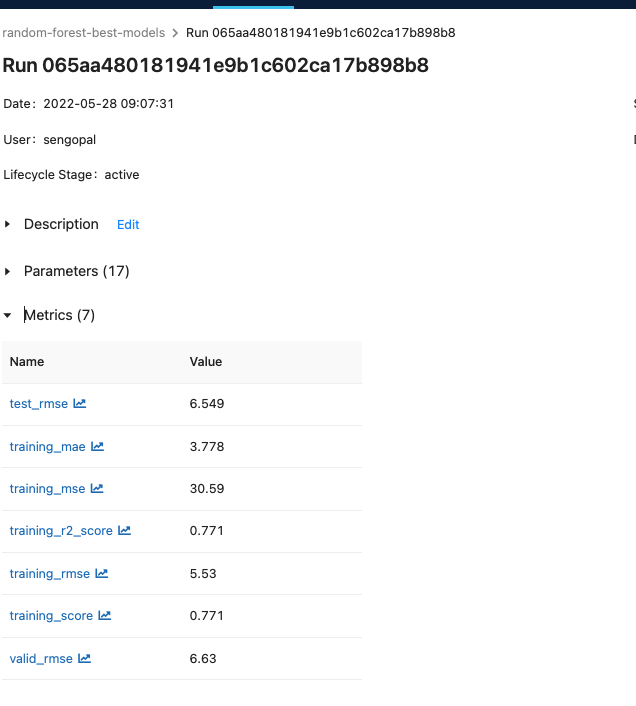 random-forest-best-models > Run 065aa480181941e9b1c602ca17b898b8
Run 065aa480181941e9b1c602ca17b898b8
Date: 2022-05-28 09:07:31
User: sengopal
Lifecycle Stage: active
Description Edit
Parameters (17)
Metrics (7)
Name Value
test_rmse 6.549
training_mae 3.778
training_mse 30.59
training_r2_score 0.771
training_rmse 5.53
training_score 0.771
valid_rmse 6.63